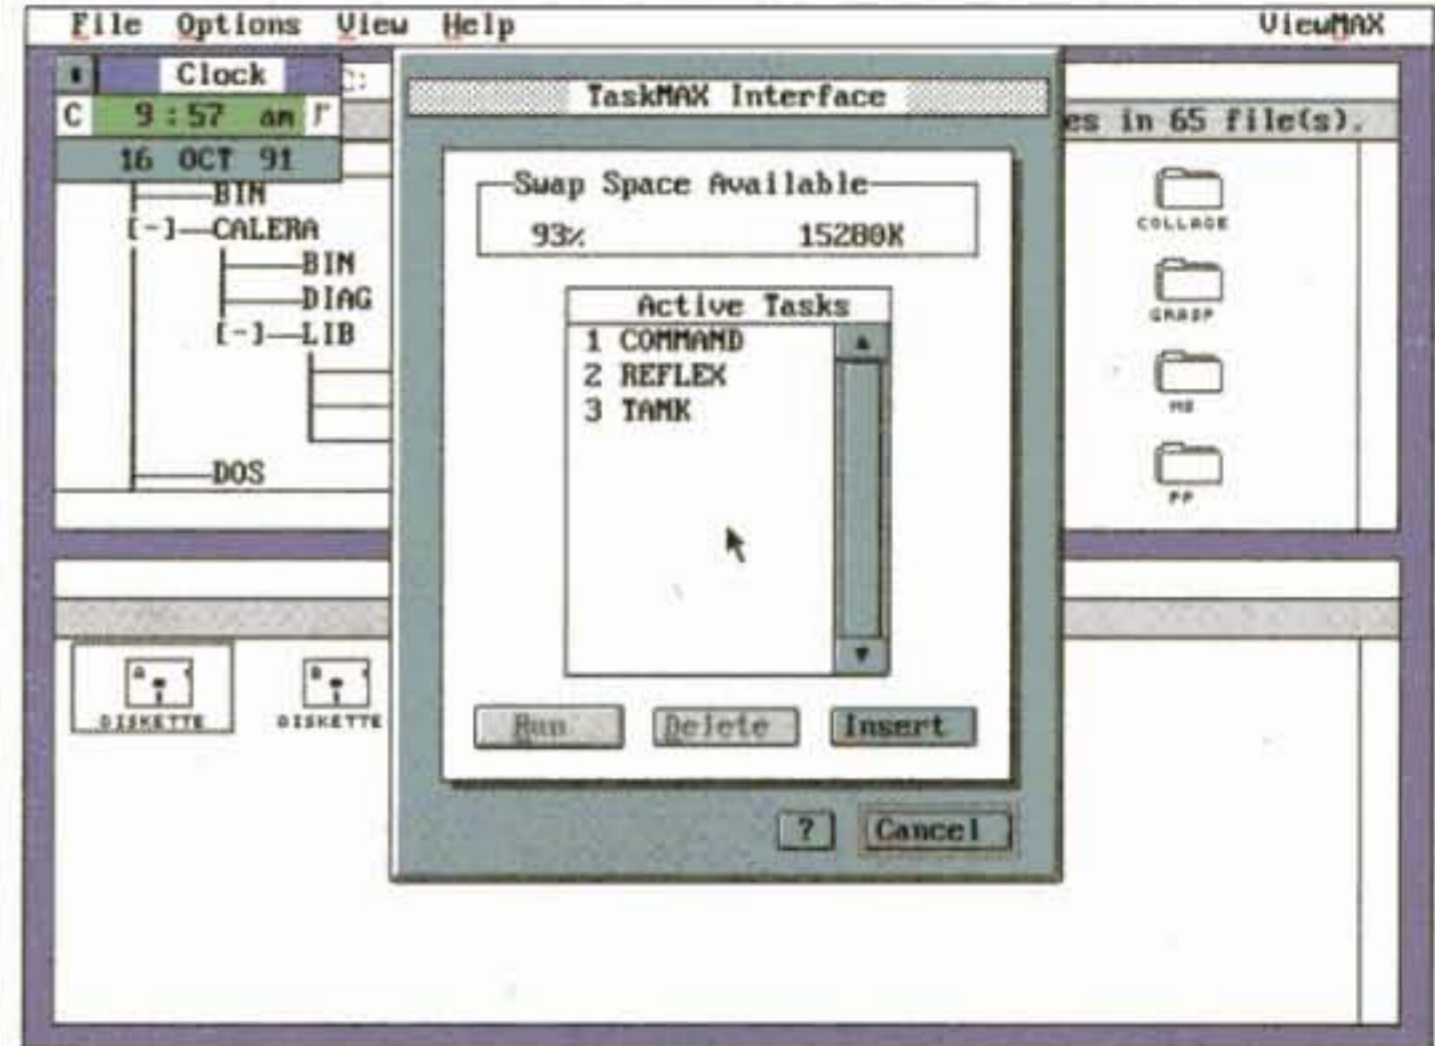 File Options View Help ViewMAX
Clock
C:
TaskMAX Interface
C 9:57 am
es in 65 file(s).
16 OCT 91
BIN
[-] CALERA
BIN
DIAG
[-] LIB
DOS
Swap Space Available
93% 15280K
Active Tasks
1 COMMAND
2 REFLEX
3 TANK
COLLAGE
GRASP
PP
A
DISKETTE
B
DISKETTE
Run Delete Insert
? Cancel